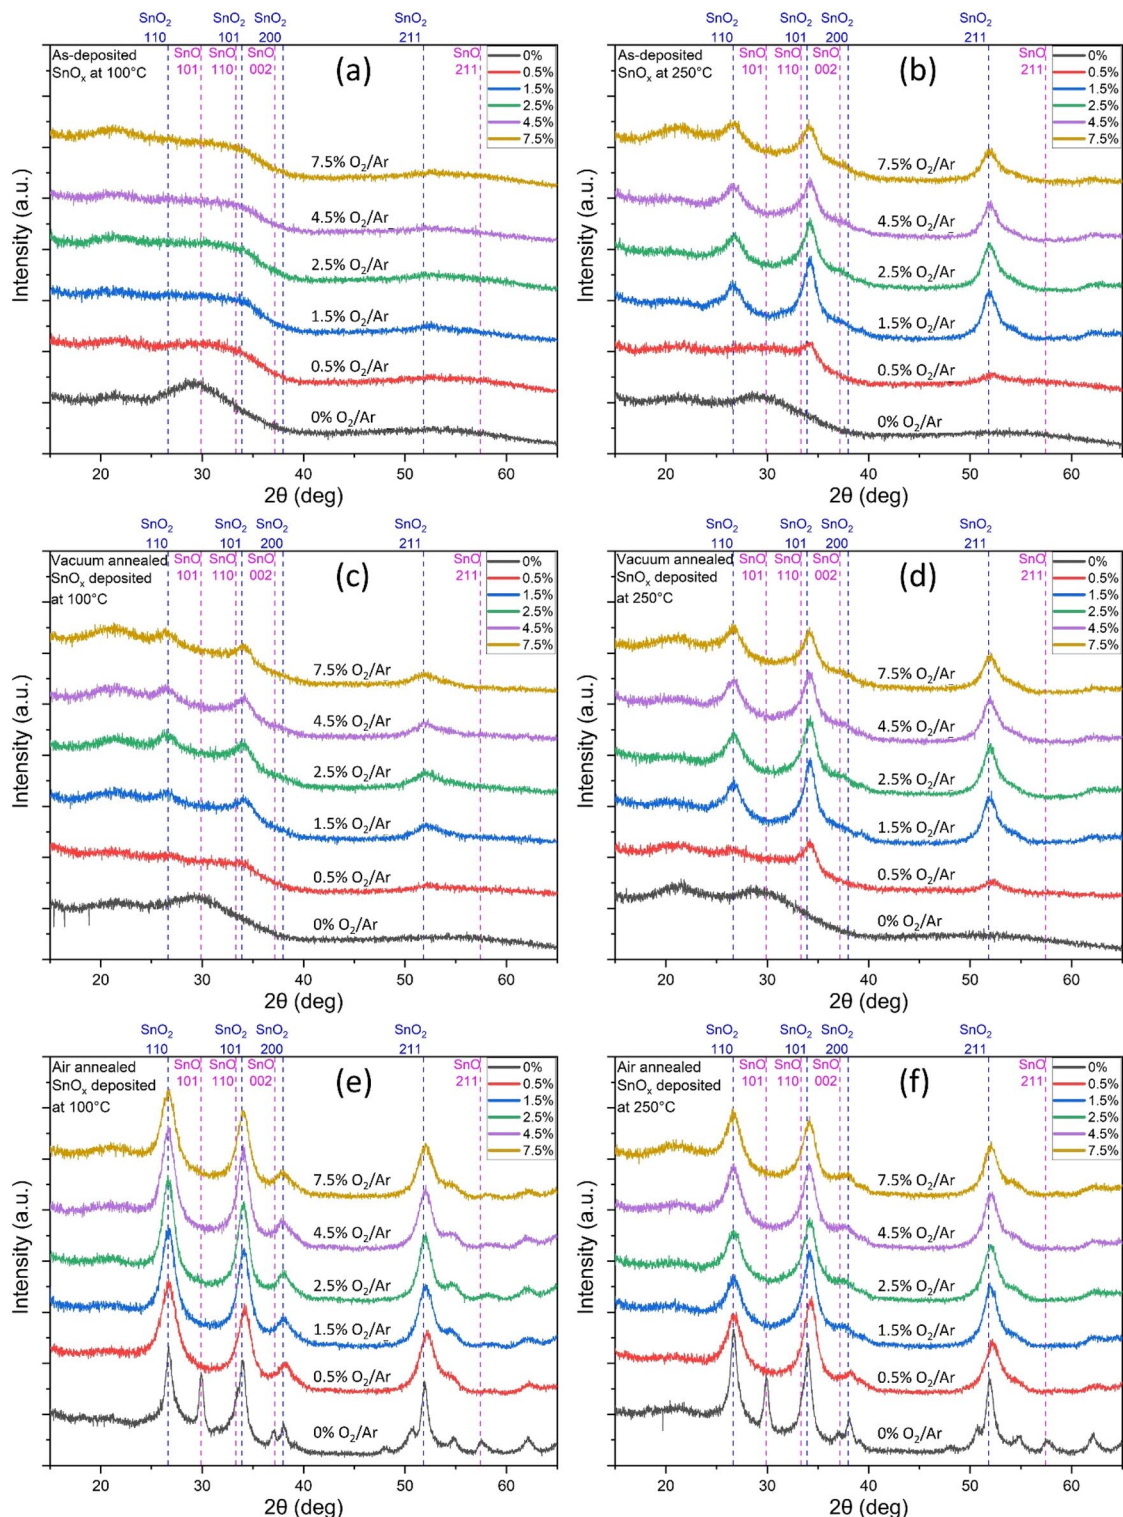 SnO2 SnO2 SnO2 SnO2
110 101 200 211
As-deposited SnO SnO SnO (a) SnO 0%
SnOx at 100°C 101 110 002 211 0.5%
1.5%
2.5%
4.5%
7.5%
7.5% O2/Ar
4.5% O2/Ar
2.5% O2/Ar
1.5% O2/Ar
0.5% O2/Ar
0% O2/Ar
Intensity (a.u.)
20 30 40 50 60
2θ (deg)
SnO2 SnO2 SnO2 SnO2
110 101 200 211
As-deposited SnO SnO SnO (b) SnO 0%
SnOx at 250°C 101 110 002 211 0.5%
1.5%
2.5%
4.5%
7.5%
7.5% O2/Ar
4.5% O2/Ar
2.5% O2/Ar
1.5% O2/Ar
0.5% O2/Ar
0% O2/Ar
Intensity (a.u.)
20 30 40 50 60
2θ (deg)
SnO2 SnO2 SnO2 SnO2
110 101 200 211
Vacuum annealed SnO SnO SnO (c) SnO 0%
SnOx deposited 101 110 002 211 0.5%
at 100°C 1.5%
2.5%
4.5%
7.5%
7.5% O2/Ar
4.5% O2/Ar
2.5% O2/Ar
1.5% O2/Ar
0.5% O2/Ar
0% O2/Ar
Intensity (a.u.)
20 30 40 50 60
2θ (deg)
SnO2 SnO2 SnO2 SnO2
110 101 200 211
Vacuum annealed SnO SnO SnO (d) SnO 0%
SnOx deposited 101 110 002 211 0.5%
at 250°C 1.5%
2.5%
4.5%
7.5%
7.5% O2/Ar
4.5% O2/Ar
2.5% O2/Ar
1.5% O2/Ar
0.5% O2/Ar
0% O2/Ar
Intensity (a.u.)
20 30 40 50 60
2θ (deg)
SnO2 SnO2 SnO2 SnO2
110 101 200 211
Air annealed SnO SnO SnO (e) SnO 0%
SnOx deposited 101 110 002 211 0.5%
at 100°C 1.5%
2.5%
4.5%
7.5%
7.5% O2/Ar
4.5% O2/Ar
2.5% O2/Ar
1.5% O2/Ar
0.5% O2/Ar
0% O2/Ar
Intensity (a.u.)
20 30 40 50 60
2θ (deg)
SnO2 SnO2 SnO2 SnO2
110 101 200 211
Air annealed SnO SnO SnO (f) SnO 0%
SnOx deposited 101 110 002 211 0.5%
at 250°C 1.5%
2.5%
4.5%
7.5%
7.5% O2/Ar
4.5% O2/Ar
2.5% O2/Ar
1.5% O2/Ar
0.5% O2/Ar
0% O2/Ar
Intensity (a.u.)
20 30 40 50 60
2θ (deg)